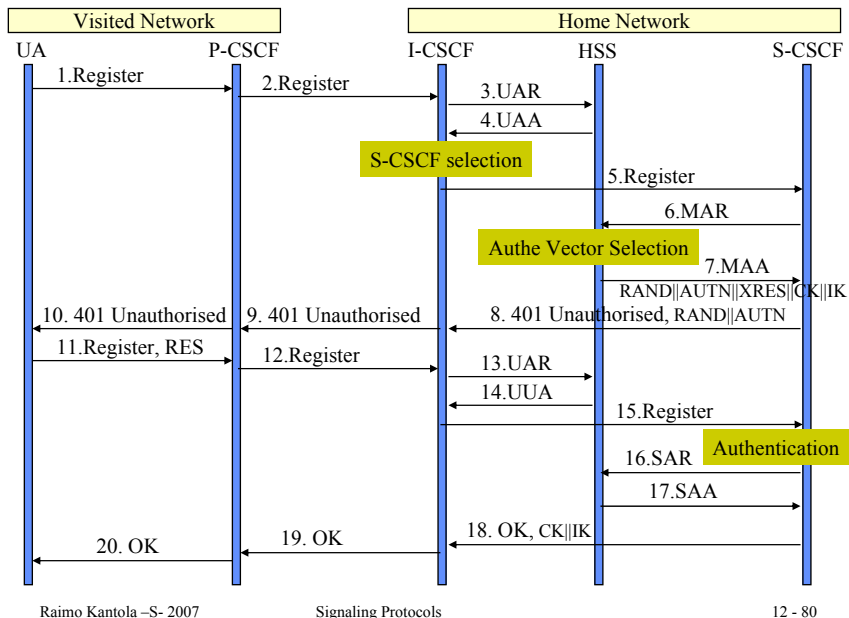 Visited Network
Home Network
UA
P-CSCF
I-CSCF
HSS
S-CSCF
1.Register
2.Register
3.UAR
4.UAA
S-CSCF selection
5.Register
6.MAR
Authe Vector Selection
7.MAA
RAND||AUTN||XRES||CK||IK
8. 401 Unauthorised, RAND||AUTN
9. 401 Unauthorised
10. 401 Unauthorised
11.Register, RES
12.Register
13.UAR
14.UUA
15.Register
Authentication
16.SAR
17.SAA
18. OK, CK||IK
19. OK
20. OK
Raimo Kantola –S- 2007
Signaling Protocols
12 - 80